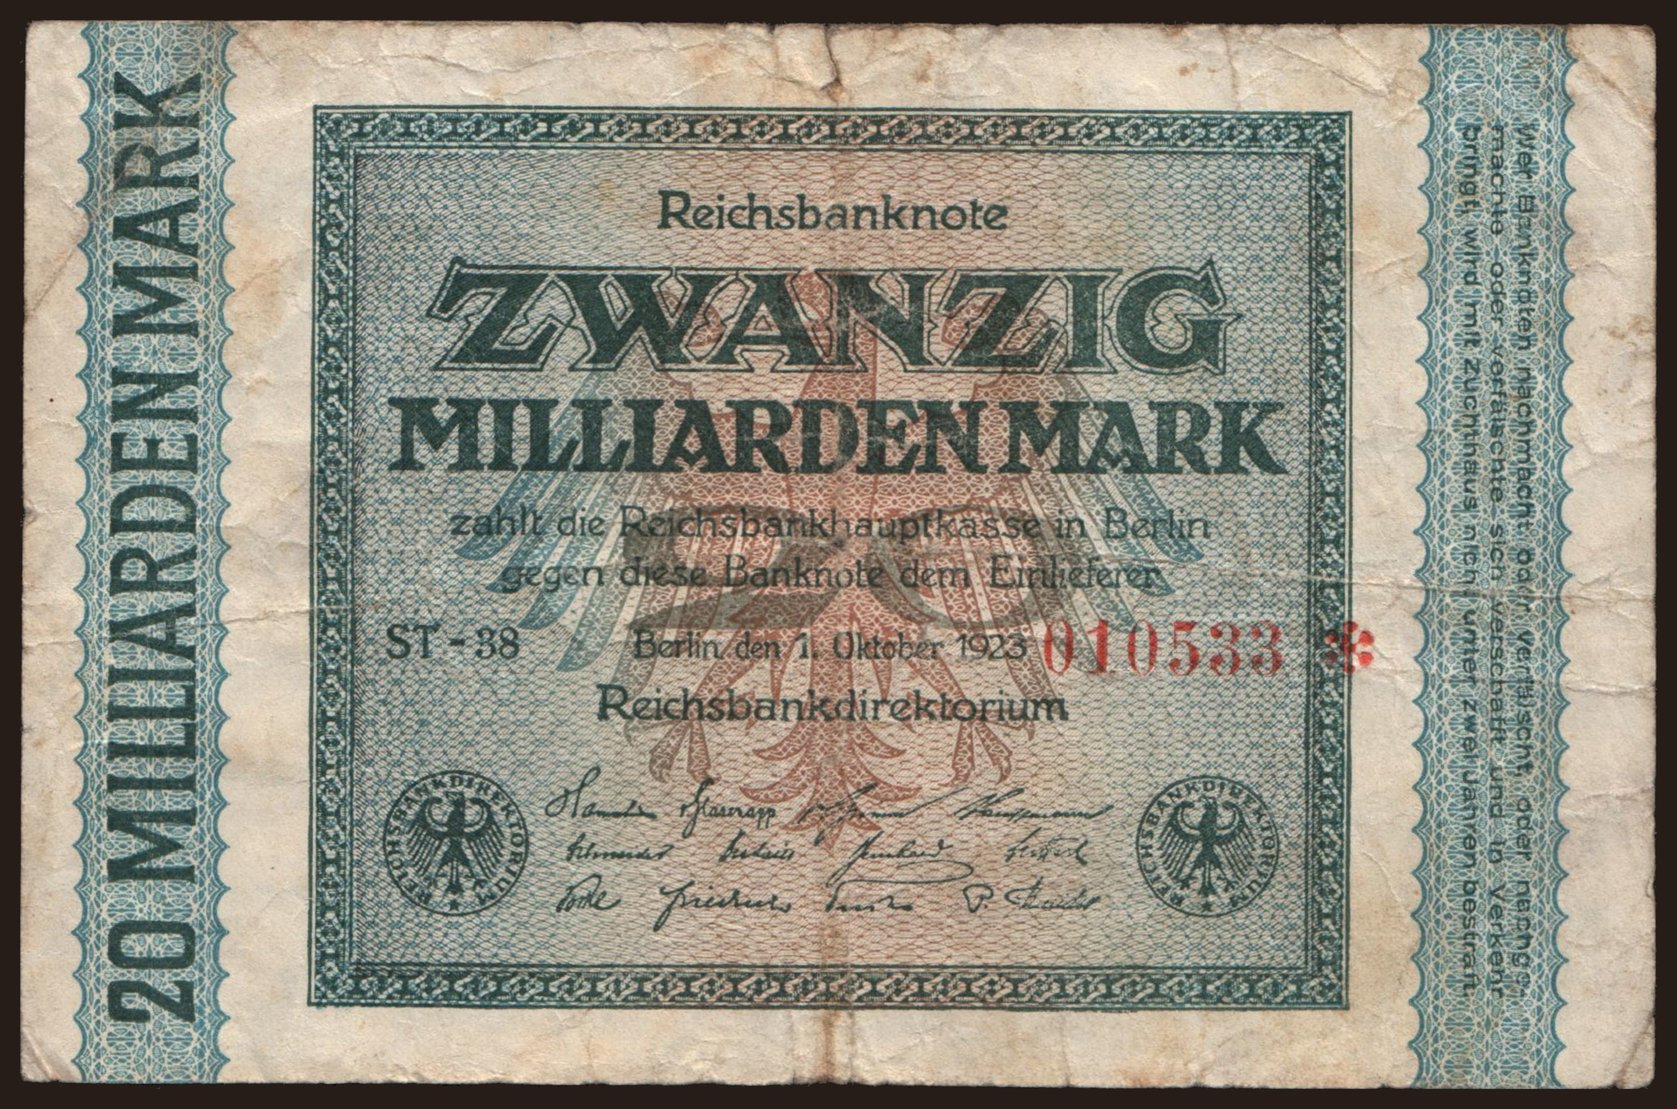 20 MILLIARDEN MARK
Reichsbanknote
ZWANZIG
MILLIARDEN MARK
zahlt die Reichsbankhauptkasse in Berlin
gegen diese Banknote dem Einlieferer
ST-38
Berlin, den 1. Oktober 1923
010533 *
Reichsbankdirektorium
REICHSBANKDIREKTORIUM
REICHSBANKDIREKTORIUM
Wer Banknoten nachmacht oder verfälscht, oder nachge-
machte oder verfälschte sich verschafft und in Verkehr
bringt, wird mit Zuchthaus nicht unter zwei Jahren bestraft.